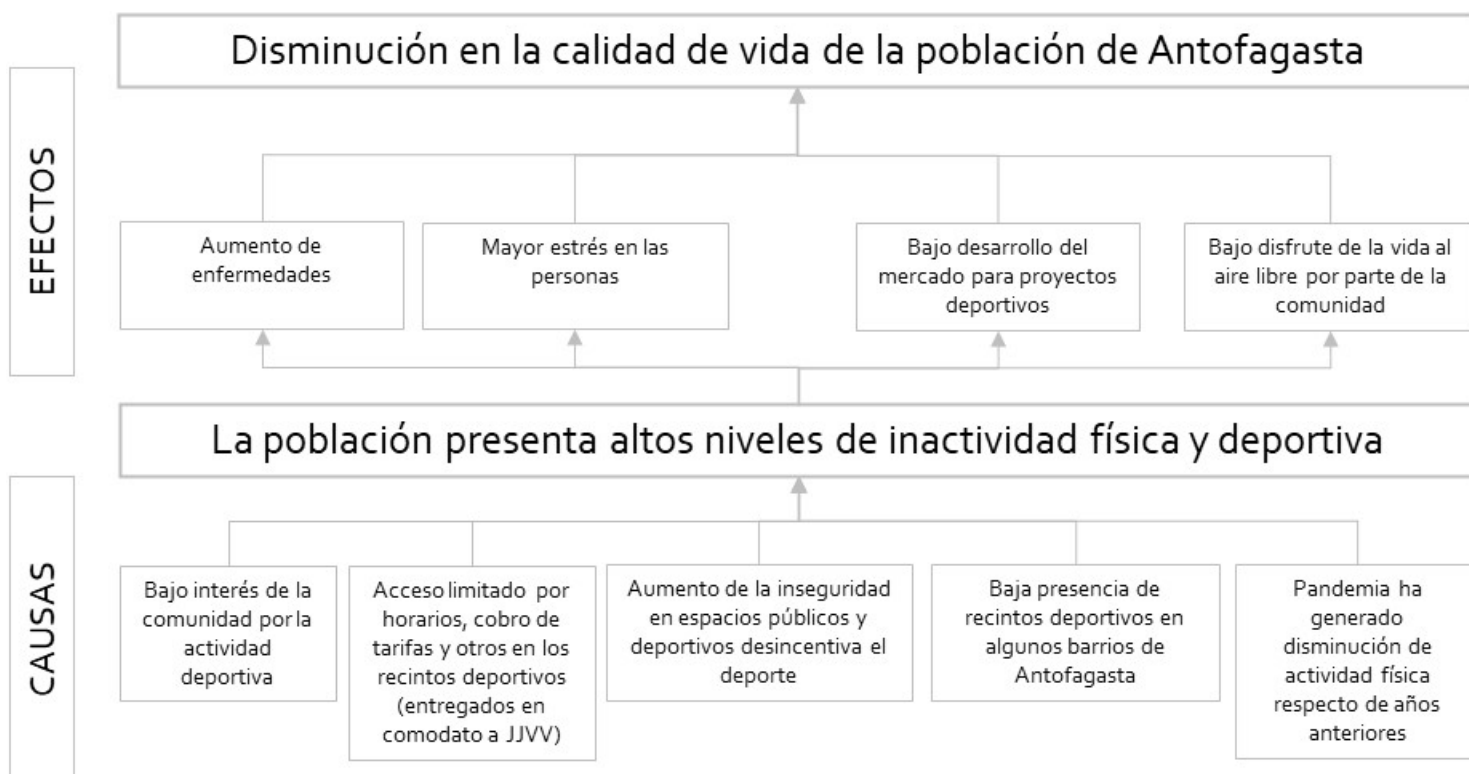 Disminución en la calidad de vida de la población de Antofagasta
EFECTOS
Aumento de
enfermedades
Mayor estrés en las
personas
Bajo desarrollo del
mercado para proyectos
deportivos
Bajo disfrute de la vida al
aire libre por parte de la
comunidad
La población presenta altos niveles de inactividad física y deportiva
CAUSAS
Bajo interés de la
comunidad por la
actividad
deportiva
Acceso limitado por
horarios, cobro de
tarifas y otros en los
recintos deportivos
(entregados en
comodato a JJVV)
Aumento de la inseguridad
en espacios públicos y
deportivos desincentiva el
deporte
Baja presencia de
recintos deportivos en
algunos barrios de
Antofagasta
Pandemia ha
generado
disminución de
actividad física
respecto de años
anteriores